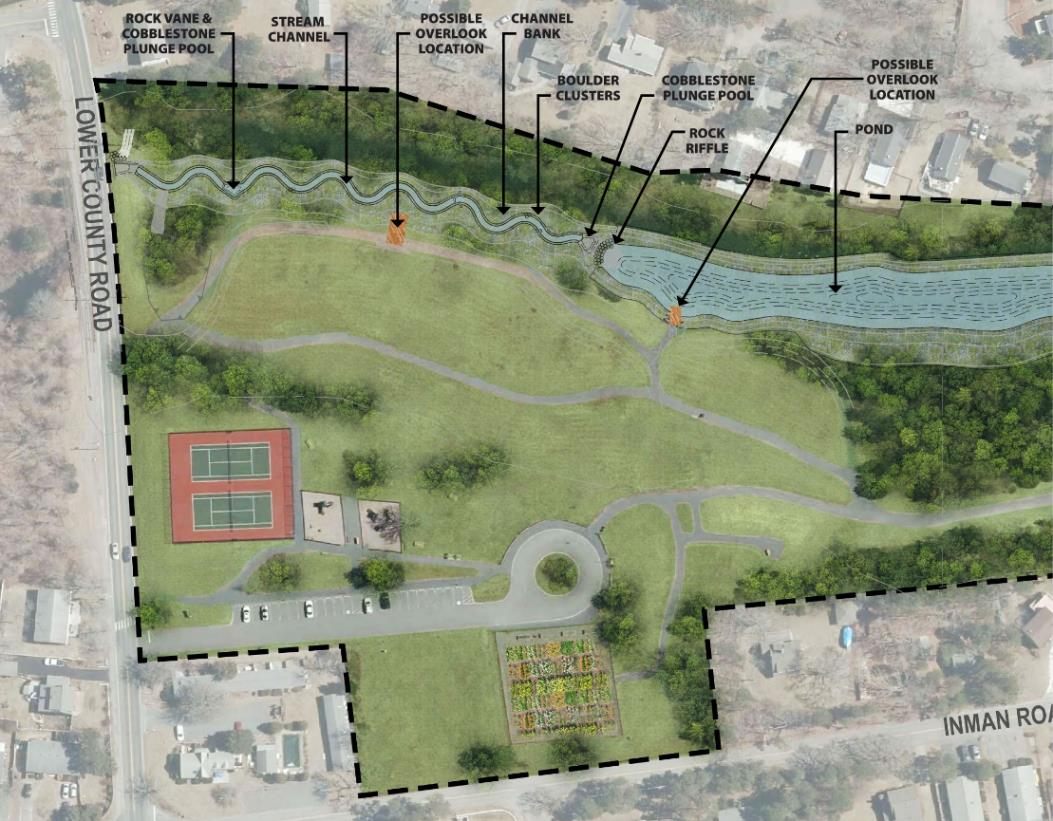 ROCK VANE &
COBBLESTONE
PLUNGE POOL
STREAM
CHANNEL
POSSIBLE
OVERLOOK
LOCATION
CHANNEL
BANK
BOULDER
CLUSTERS
COBBLESTONE
PLUNGE POOL
ROCK
RIFFLE
POSSIBLE
OVERLOOK
LOCATION
POND
LOWER COUNTY ROAD
INMAN ROA